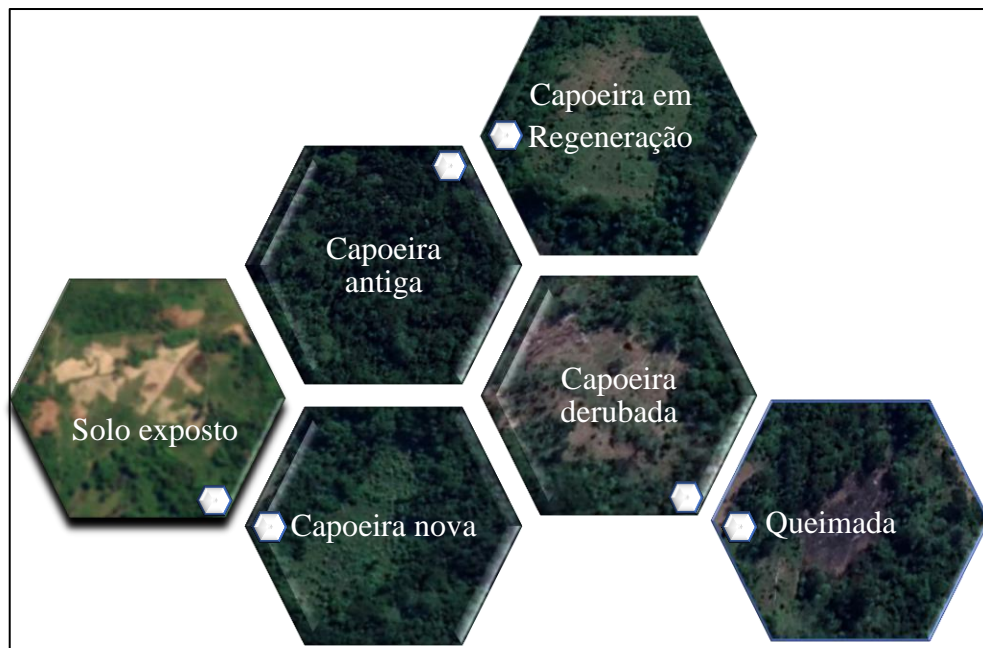 Capoeira em
Regeneração
Capoeira
antiga
Capoeira
derubada
Solo exposto
Capoeira nova
Queimada